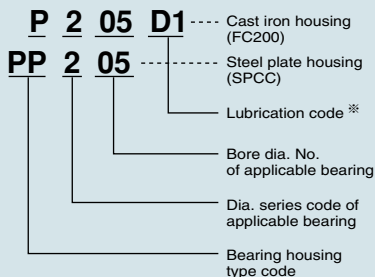 P 2 05 D1 Cast iron housing
(FC200)
PP 2 05 Steel plate housing
(SPCC)
Lubrication code ※
Bore dia. No.
of applicable bearing
Dia. series code of
applicable bearing
Bearing housing
type code